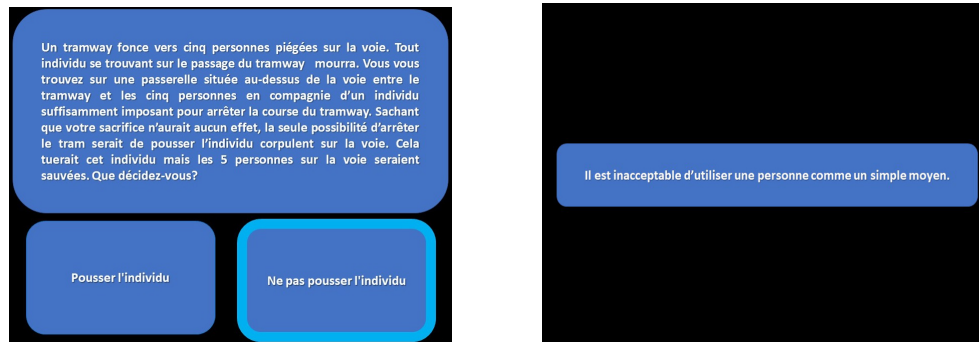 Un tramway fonce vers cinq personnes piégées sur la voie. Tout
individu se trouvant sur le passage du tramway mourra. Vous vous
trouvez sur une passerelle située au-dessus de la voie entre le
tramway et les cinq personnes en compagnie d'un individu
suffisamment imposant pour arrêter la course du tramway. Sachant
que votre sacrifice n'aurait aucun effet, la seule possibilité d'arrêter
le tram serait de pousser l'individu corpulent sur la voie. Cela
tuerait cet individu mais les 5 personnes sur la voie seraient
sauvées. Que décidez-vous?
Pousser l'individu
Ne pas pousser l'individu
Il est inacceptable d'utiliser une personne comme un simple moyen.